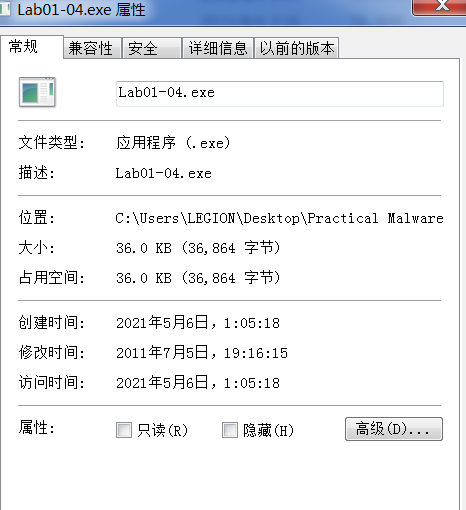 Lab01-04.exe 属性
常规 兼容性 安全 详细信息 以前的版本
Lab01-04.exe
文件类型: 应用程序 (.exe)
描述: Lab01-04.exe
位置: C:\Users\LEGION\Desktop\Practical Malware
大小: 36.0 KB (36,864 字节)
占用空间: 36.0 KB (36,864 字节)
创建时间: 2021年5月6日，1:05:18
修改时间: 2011年7月5日，19:16:15
访问时间: 2021年5月6日，1:05:18
属性: 只读(R) 隐藏(H) 高级(D)...